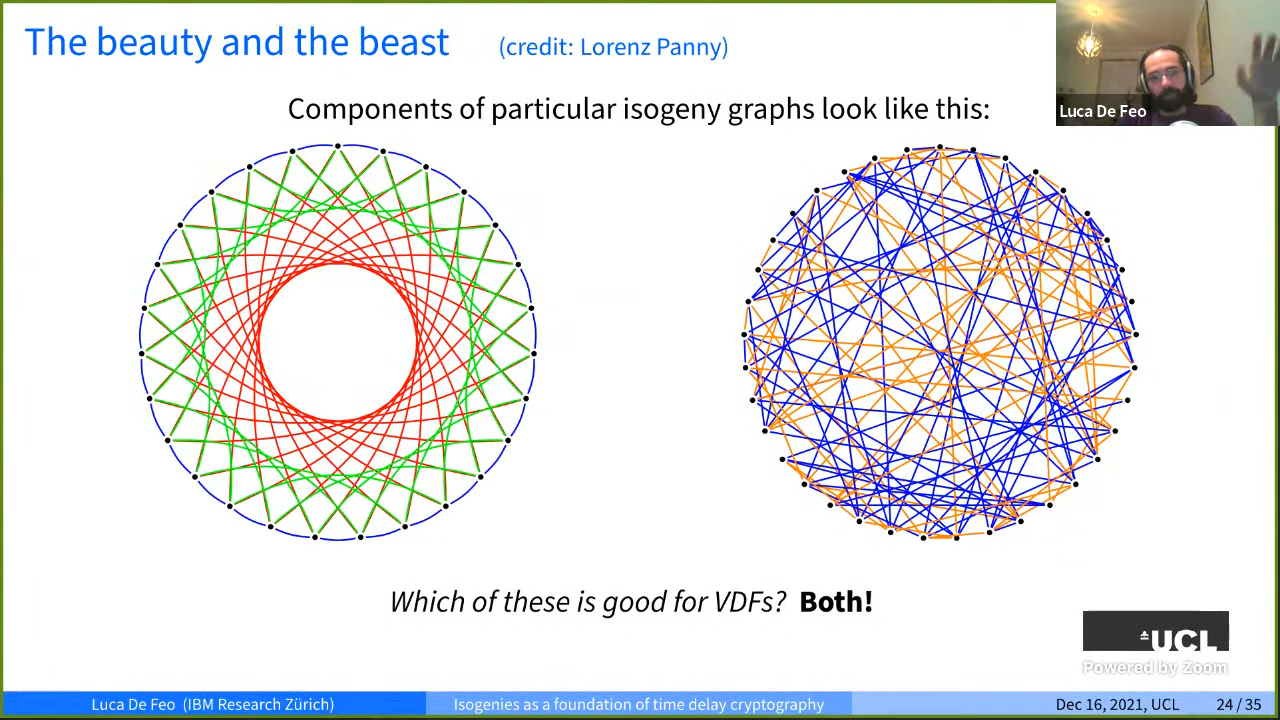 The beauty and the beast (credit: Lorenz Panny)
Luca De Feo
Components of particular isogeny graphs look like this:
Which of these is good for VDFs? Both!
UCL
Powered by Zoom
Luca De Feo (IBM Research Zürich) Isogenies as a foundation of time delay cryptography Dec 16, 2021, UCL 24 / 35